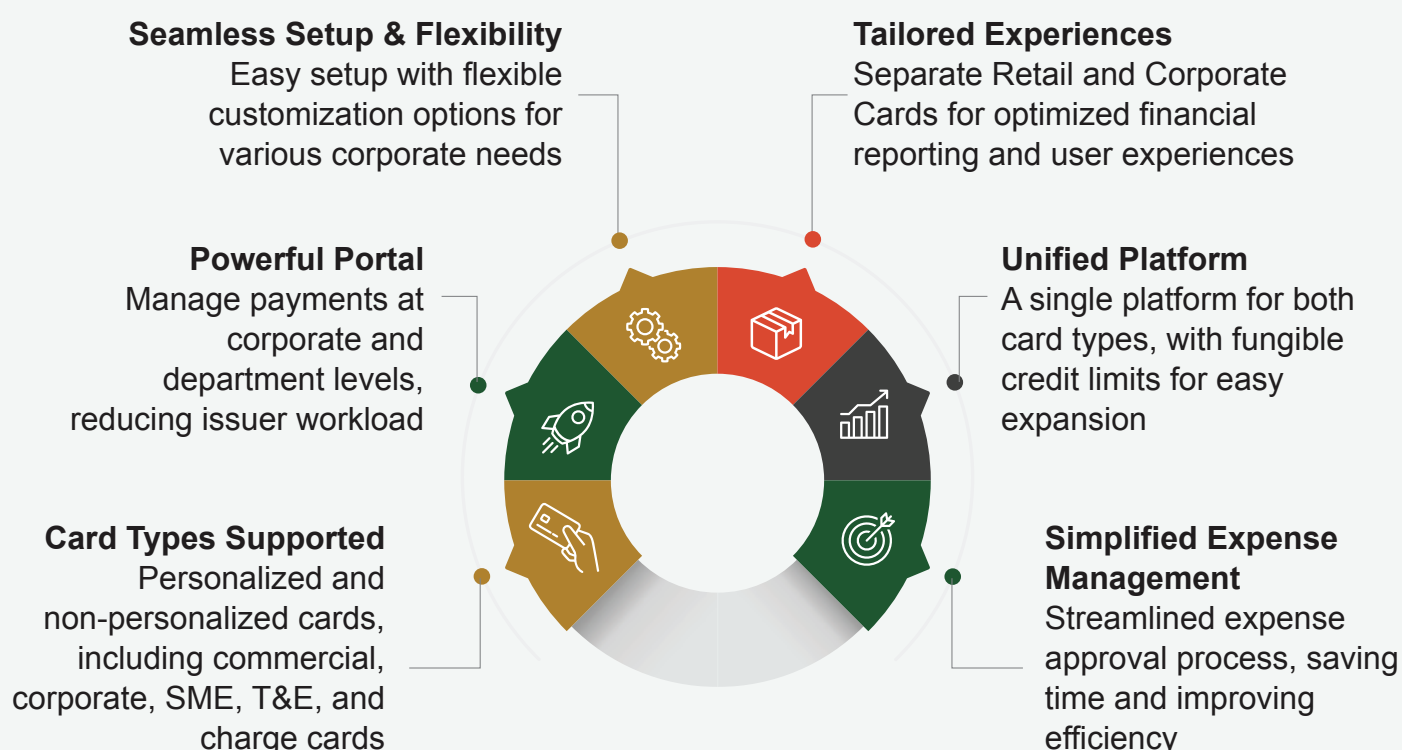 Seamless Setup & Flexibility
Easy setup with flexible
customization options for
various corporate needs
Tailored Experiences
Separate Retail and Corporate
Cards for optimized financial
reporting and user experiences
Powerful Portal
Manage payments at
corporate and
department levels,
reducing issuer workload
Unified Platform
A single platform for both
card types, with fungible
credit limits for easy
expansion
Card Types Supported
Personalized and
non-personalized cards,
including commercial,
corporate, SME, T&E, and
charge cards
Simplified Expense
Management
Streamlined expense
approval process, saving
time and improving
efficiency